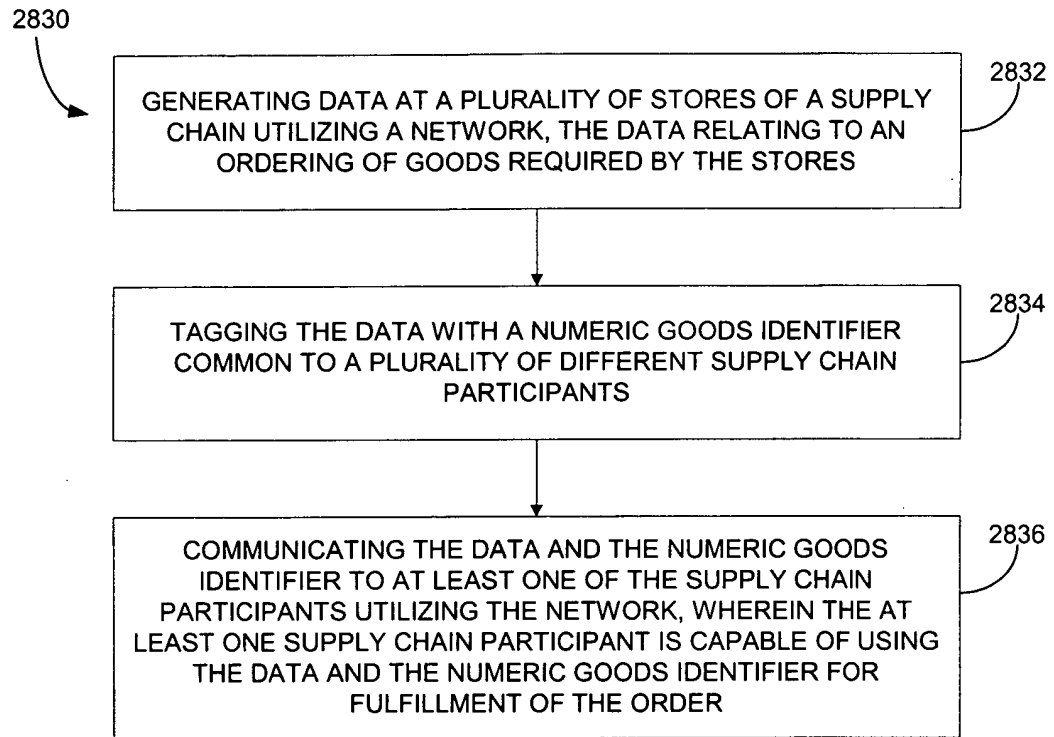 2830
GENERATING DATA AT A PLURALITY OF STORES OF A SUPPLY
CHAIN UTILIZING A NETWORK, THE DATA RELATING TO AN
ORDERING OF GOODS REQUIRED BY THE STORES
2832
TAGGING THE DATA WITH A NUMERIC GOODS IDENTIFIER
COMMON TO A PLURALITY OF DIFFERENT SUPPLY CHAIN
PARTICIPANTS
2834
COMMUNICATING THE DATA AND THE NUMERIC GOODS
IDENTIFIER TO AT LEAST ONE OF THE SUPPLY CHAIN
PARTICIPANTS UTILIZING THE NETWORK, WHEREIN THE AT
LEAST ONE SUPPLY CHAIN PARTICIPANT IS CAPABLE OF USING
THE DATA AND THE NUMERIC GOODS IDENTIFIER FOR
FULFILLMENT OF THE ORDER
2836